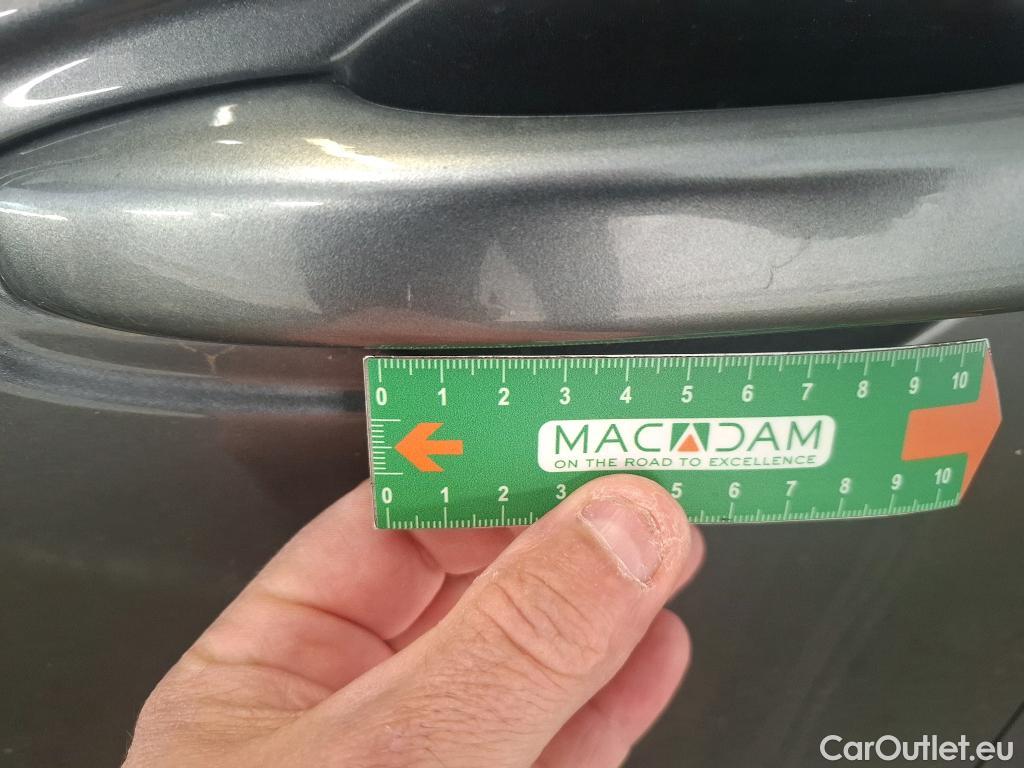 0 1 2 3 4 5 6 7 8 9 10
MACADAM
ON THE ROAD TO EXCELLENCE
0 1 2 3 5 6 7 8 9 10
CarOutlet.eu